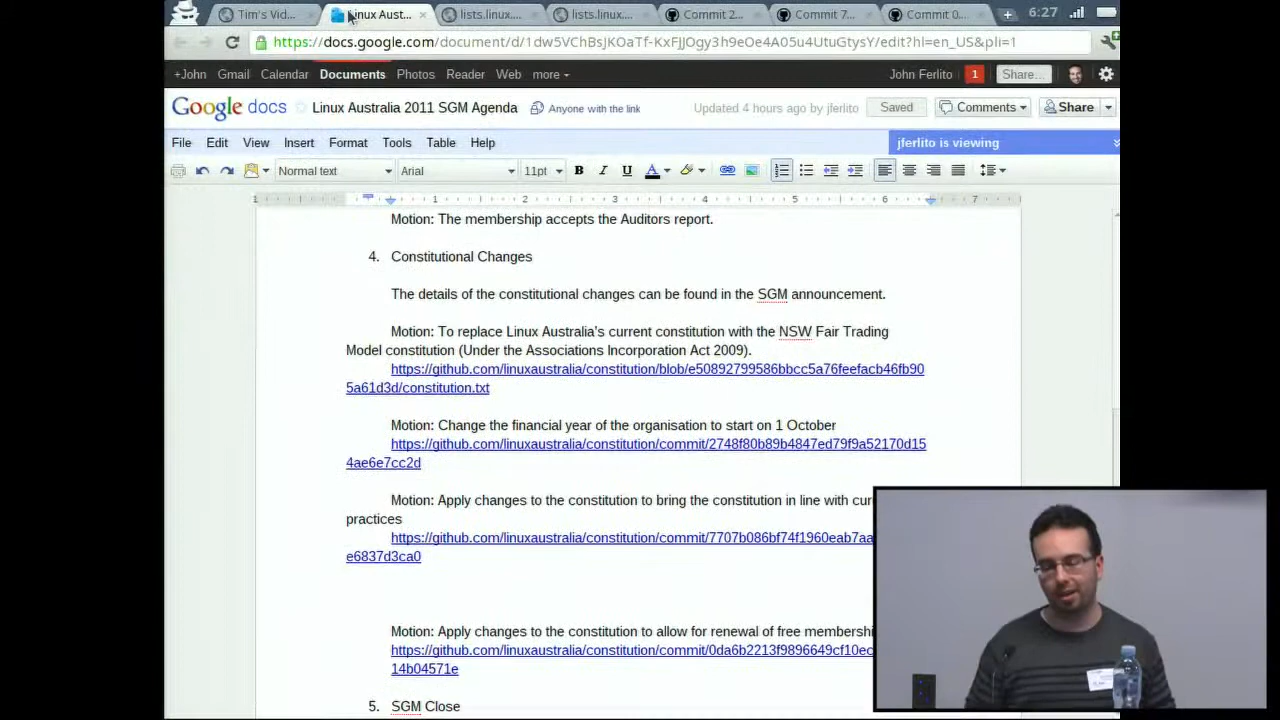 Tim's Vid...
Linux Aust...
lists.linux....
lists.linux....
Commit 2...
Commit 7...
Commit 0...
6:27
https://docs.google.com/document/d/1dw5VChBsJKOaTf-KxFJJOgy3h9eOe4A05u4UtuGtysY/edit?hl=en_US&pli=1
+John Gmail Calendar Documents Photos Reader Web more
John Ferlito 1 Share...
Google docs Linux Australia 2011 SGM Agenda Anyone with the link Updated 4 hours ago by jferlito Saved Comments Share
File Edit View Insert Format Tools Table Help
jferlito is viewing
Normal text Arial 11pt B I U A
1 1 2 3 4 5 6 7
Motion: The membership accepts the Auditors report.
4. Constitutional Changes
The details of the constitutional changes can be found in the SGM announcement.
Motion: To replace Linux Australia's current constitution with the NSW Fair Trading
Model constitution (Under the Associations Incorporation Act 2009).
https://github.com/linuxaustralia/constitution/blob/e50892799586bbcc5a76feefacb46fb90
5a61d3d/constitution.txt
Motion: Change the financial year of the organisation to start on 1 October
https://github.com/linuxaustralia/constitution/commit/2748f80b89b4847ed79f9a52170d15
4ae6e7cc2d
Motion: Apply changes to the constitution to bring the constitution in line with cur
practices
https://github.com/linuxaustralia/constitution/commit/7707b086bf74f1960eab7aa
e6837d3ca0
Motion: Apply changes to the constitution to allow for renewal of free membershi
https://github.com/linuxaustralia/constitution/commit/0da6b2213f9896649cf10ec
14b04571e
5. SGM Close